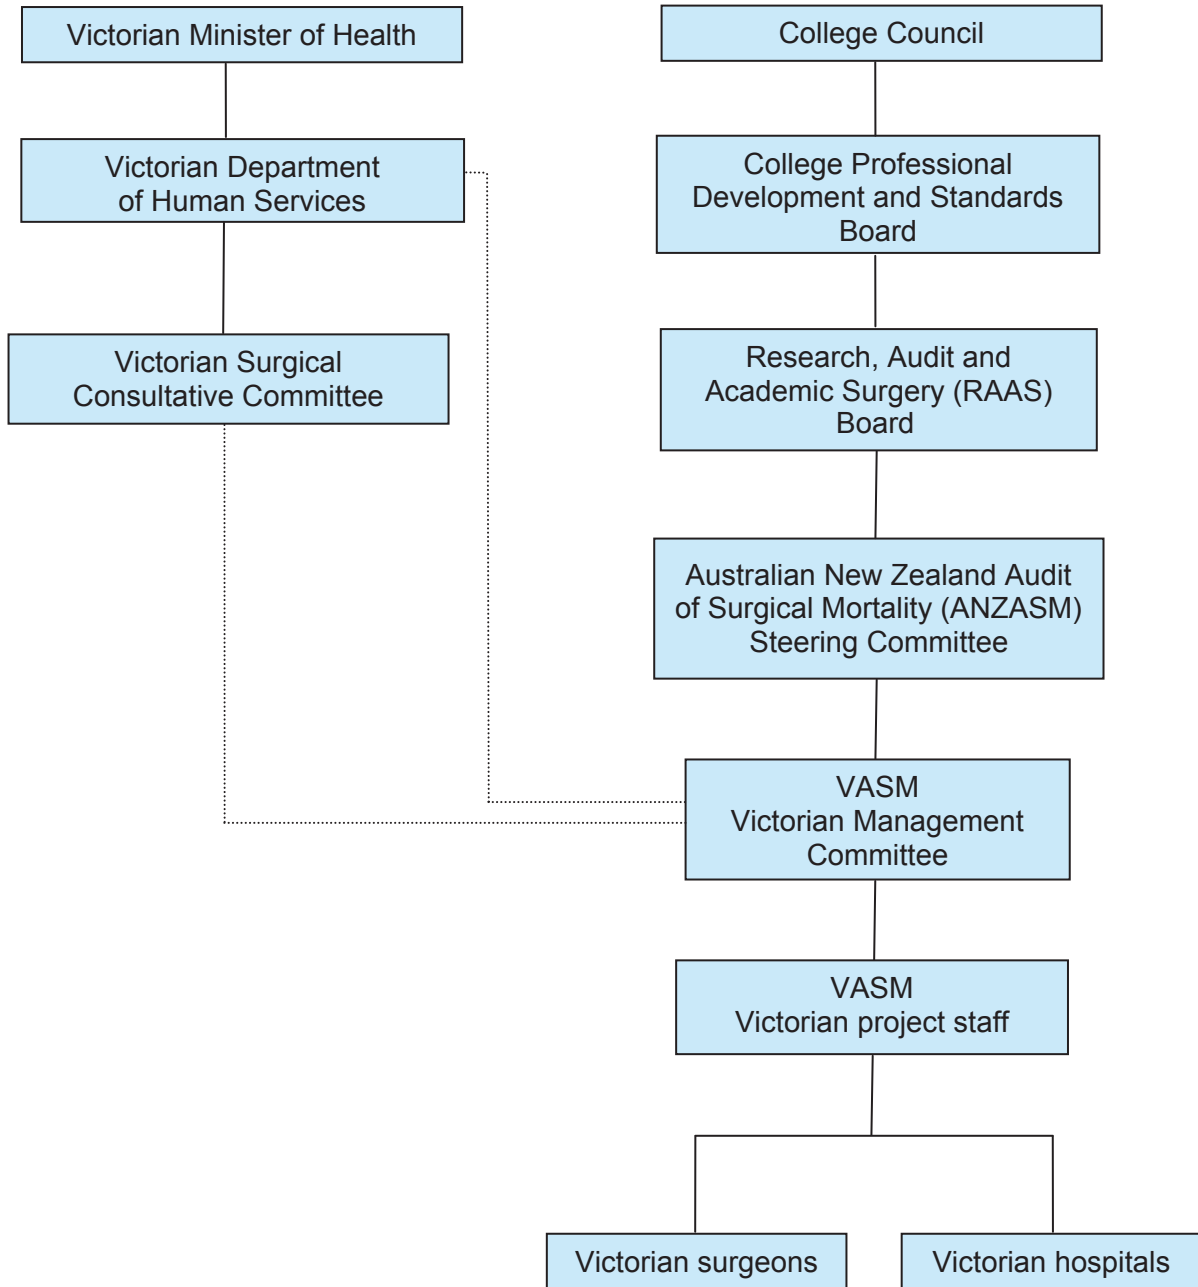 Victorian Minister of Health
College Council
Victorian Department
of Human Services
College Professional
Development and Standards
Board
Victorian Surgical
Consultative Committee
Research, Audit and
Academic Surgery (RAAS)
Board
Australian New Zealand Audit
of Surgical Mortality (ANZASM)
Steering Committee
VASM
Victorian Management
Committee
VASM
Victorian project staff
Victorian surgeons
Victorian hospitals